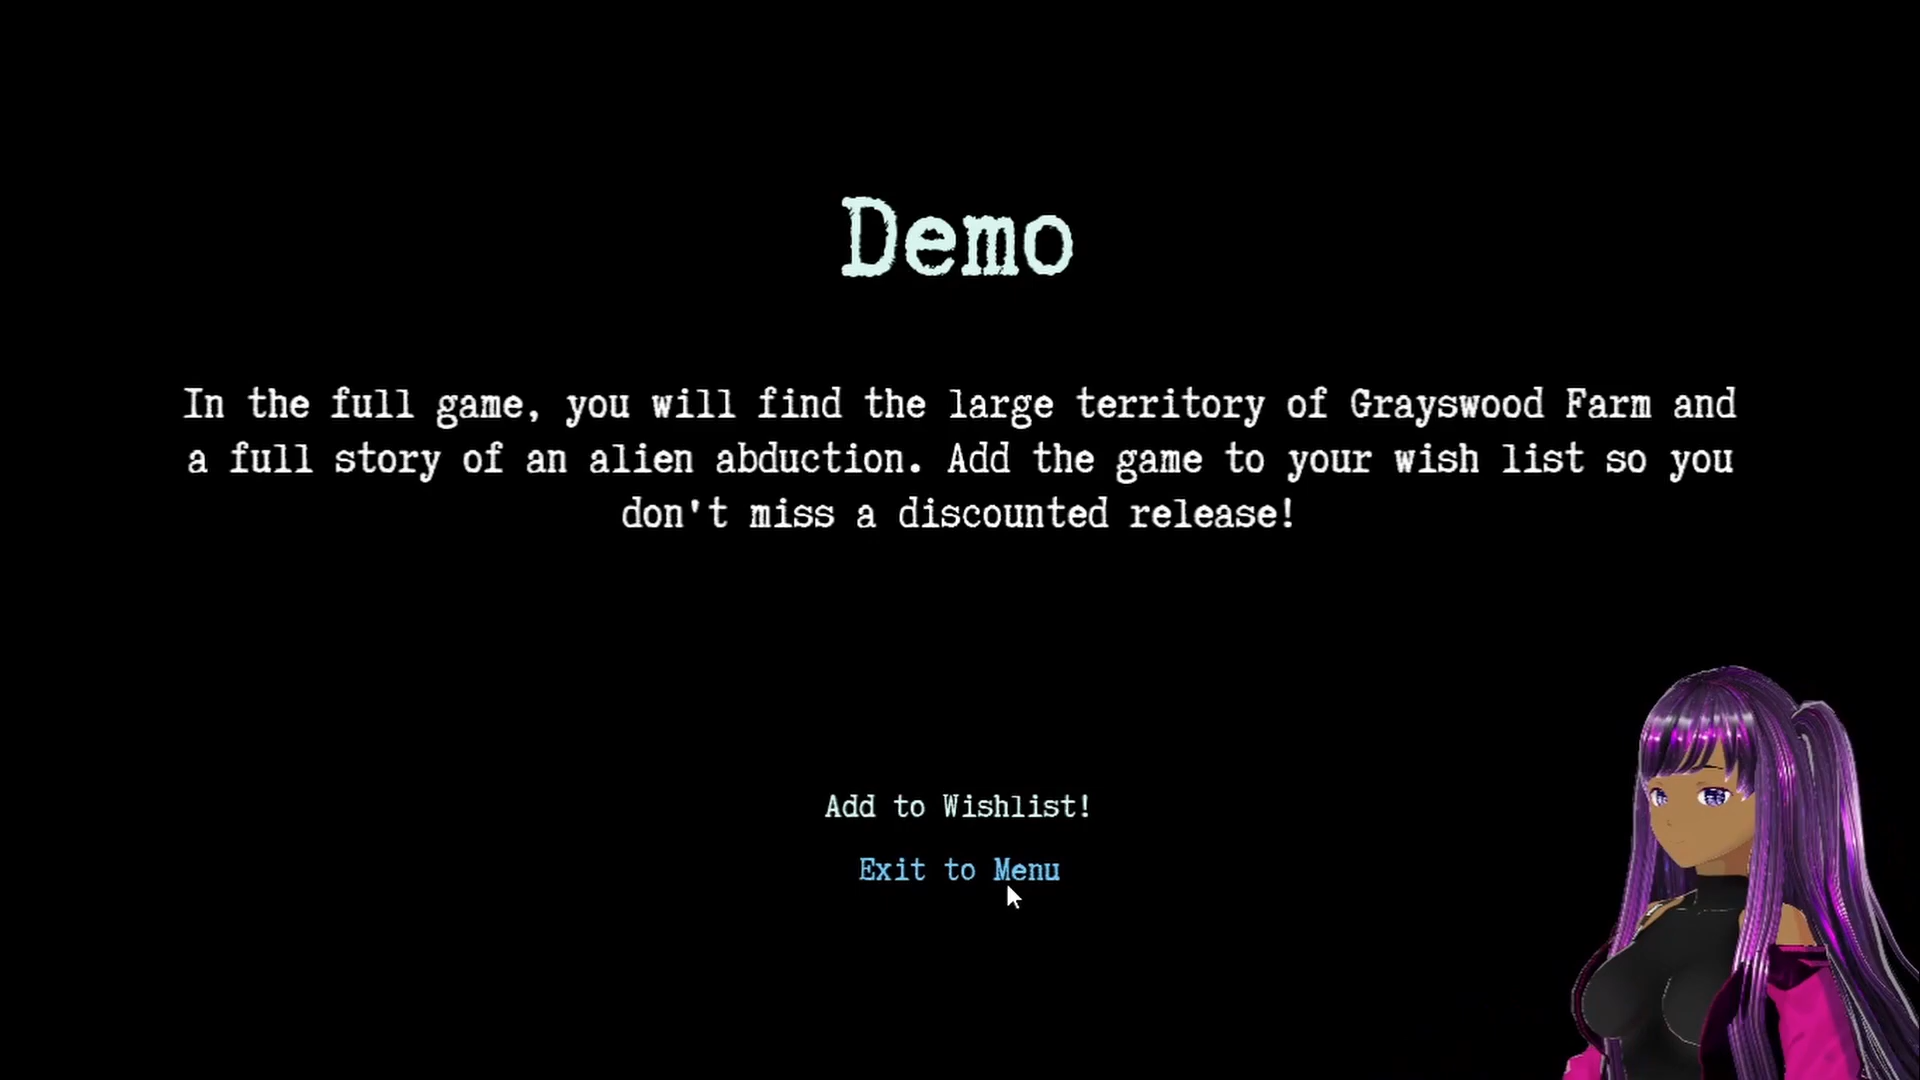 Demo
In the full game, you will find the large territory of Grayswood Farm and
a full story of an alien abduction. Add the game to your wish list so you
don't miss a discounted release!
Add to Wishlist!
Exit to Menu